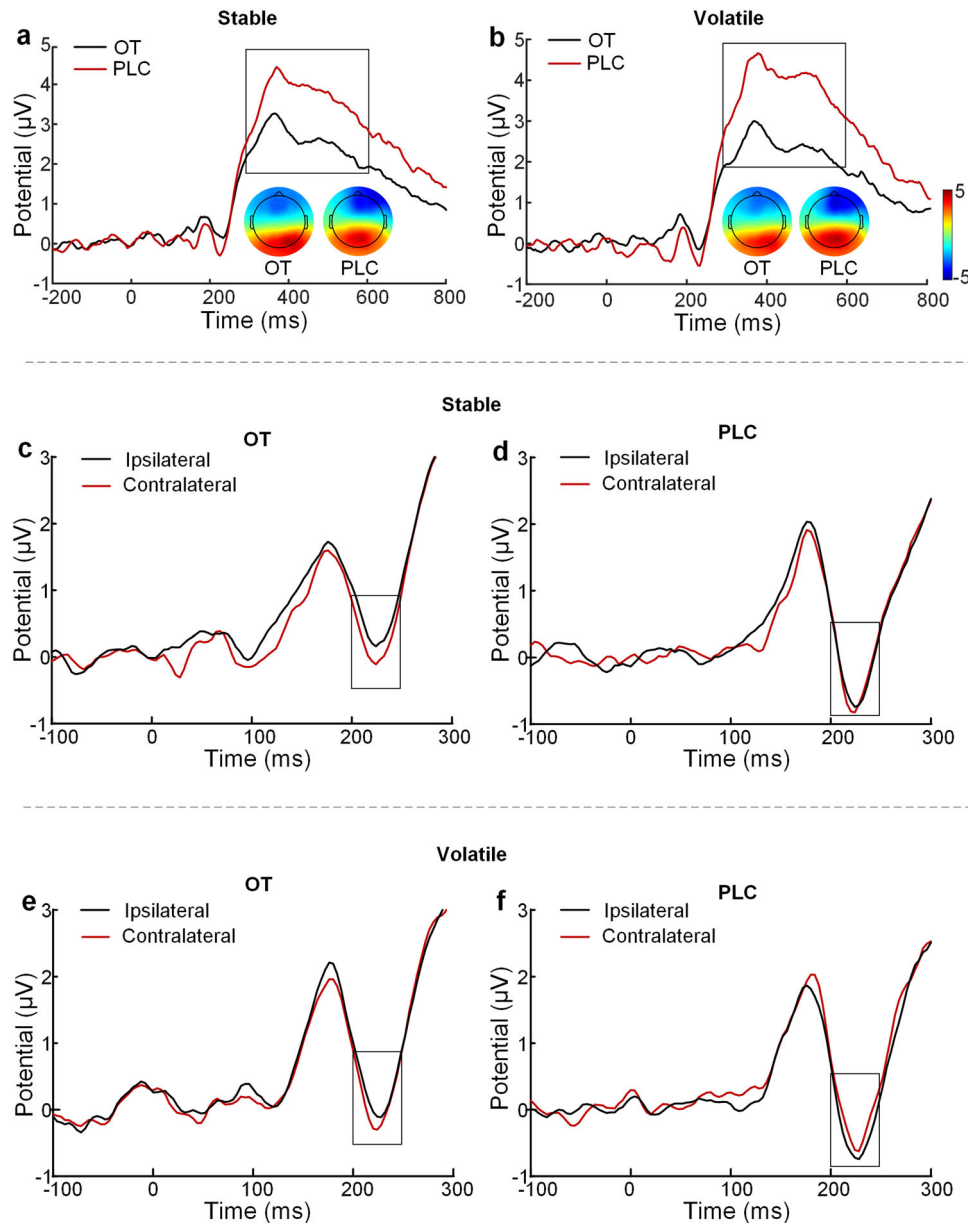 Stable
a
OT
PLC
5
4
3
2
1
0
-1
Potential (µV)
OT
PLC
-200
0
200
400
600
800
Time (ms)
Volatile
b
OT
PLC
5
4
3
2
1
0
-1
Potential (µV)
OT
PLC
5
-5
-200
0
200
400
600
800
Time (ms)
Stable
c
OT
Ipsilateral
Contralateral
3
2
1
0
-1
Potential (µV)
-100
0
100
200
300
Time (ms)
d
PLC
Ipsilateral
Contralateral
3
2
1
0
-1
Potential (µV)
-100
0
100
200
300
Time (ms)
Volatile
e
OT
Ipsilateral
Contralateral
3
2
1
0
-1
Potential (µV)
-100
0
100
200
300
Time (ms)
f
PLC
Ipsilateral
Contralateral
3
2
1
0
-1
Potential (µV)
-100
0
100
200
300
Time (ms)